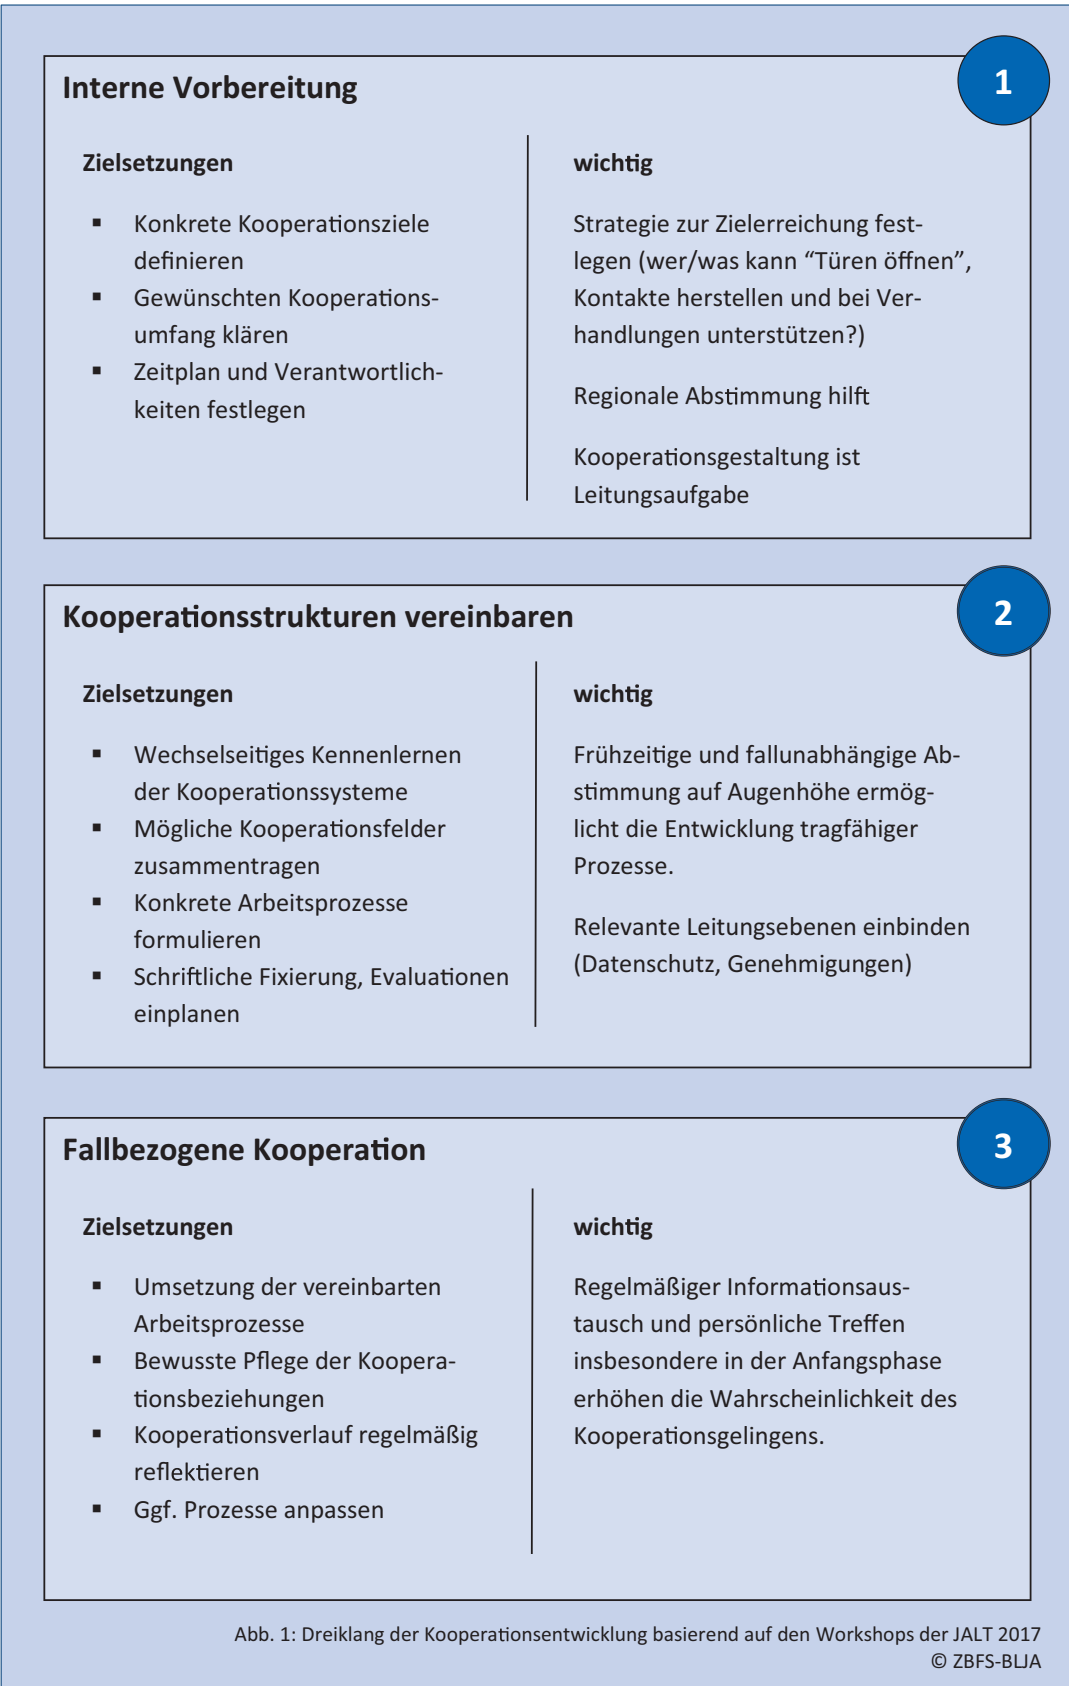 1
Interne Vorbereitung
Zielsetzungen
▪ Konkrete Kooperationsziele
definieren
▪ Gewünschten Kooperations-
umfang klären
▪ Zeitplan und Verantwortlich-
keiten festlegen
wichtig
Strategie zur Zielerreichung fest-
legen (wer/was kann “Türen öffnen”,
Kontakte herstellen und bei Ver-
handlungen unterstützen?)
Regionale Abstimmung hilft
Kooperationsgestaltung ist
Leitungsaufgabe
2
Kooperationsstrukturen vereinbaren
Zielsetzungen
▪ Wechselseitiges Kennenlernen
der Kooperationssysteme
▪ Mögliche Kooperationsfelder
zusammentragen
▪ Konkrete Arbeitsprozesse
formulieren
▪ Schriftliche Fixierung, Evaluationen
einplanen
wichtig
Frühzeitige und fallunabhängige Ab-
stimmung auf Augenhöhe ermög-
licht die Entwicklung tragfähiger
Prozesse.
Relevante Leitungsebenen einbinden
(Datenschutz, Genehmigungen)
3
Fallbezogene Kooperation
Zielsetzungen
▪ Umsetzung der vereinbarten
Arbeitsprozesse
▪ Bewusste Pflege der Koopera-
tionsbeziehungen
▪ Kooperationsverlauf regelmäßig
reflektieren
▪ Ggf. Prozesse anpassen
wichtig
Regelmäßiger Informationsaus-
tausch und persönliche Treffen
insbesondere in der Anfangsphase
erhöhen die Wahrscheinlichkeit des
Kooperationsgelingens.
Abb. 1: Dreiklang der Kooperationsentwicklung basierend auf den Workshops der JALT 2017
© ZBFS-BLJA